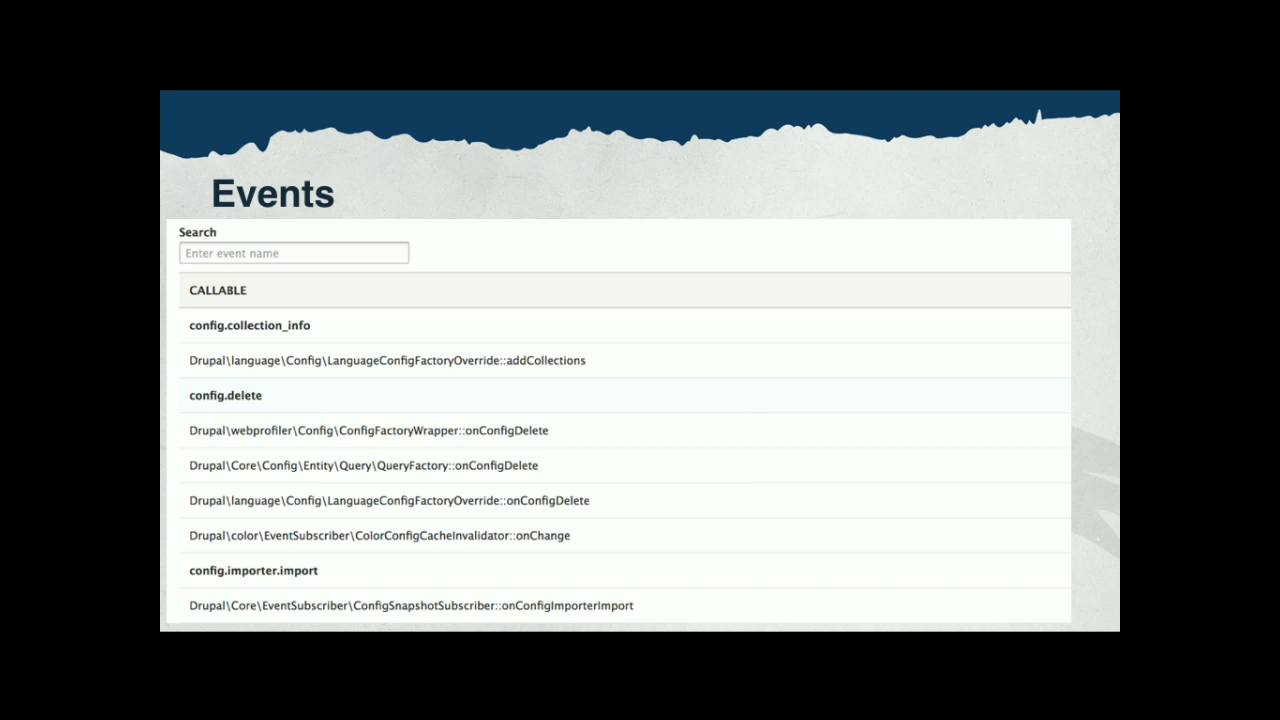 Events
Search
Enter event name
CALLABLE
config.collection_info
Drupal\language\Config\LanguageConfigFactoryOverride::addCollections
config.delete
Drupal\webprofiler\Config\ConfigFactoryWrapper::onConfigDelete
Drupal\Core\Config\Entity\Query\QueryFactory::onConfigDelete
Drupal\language\Config\LanguageConfigFactoryOverride::onConfigDelete
Drupal\color\EventSubscriber\ColorConfigCacheInvalidator::onChange
config.importer.import
Drupal\Core\EventSubscriber\ConfigSnapshotSubscriber::onConfigImporterImport